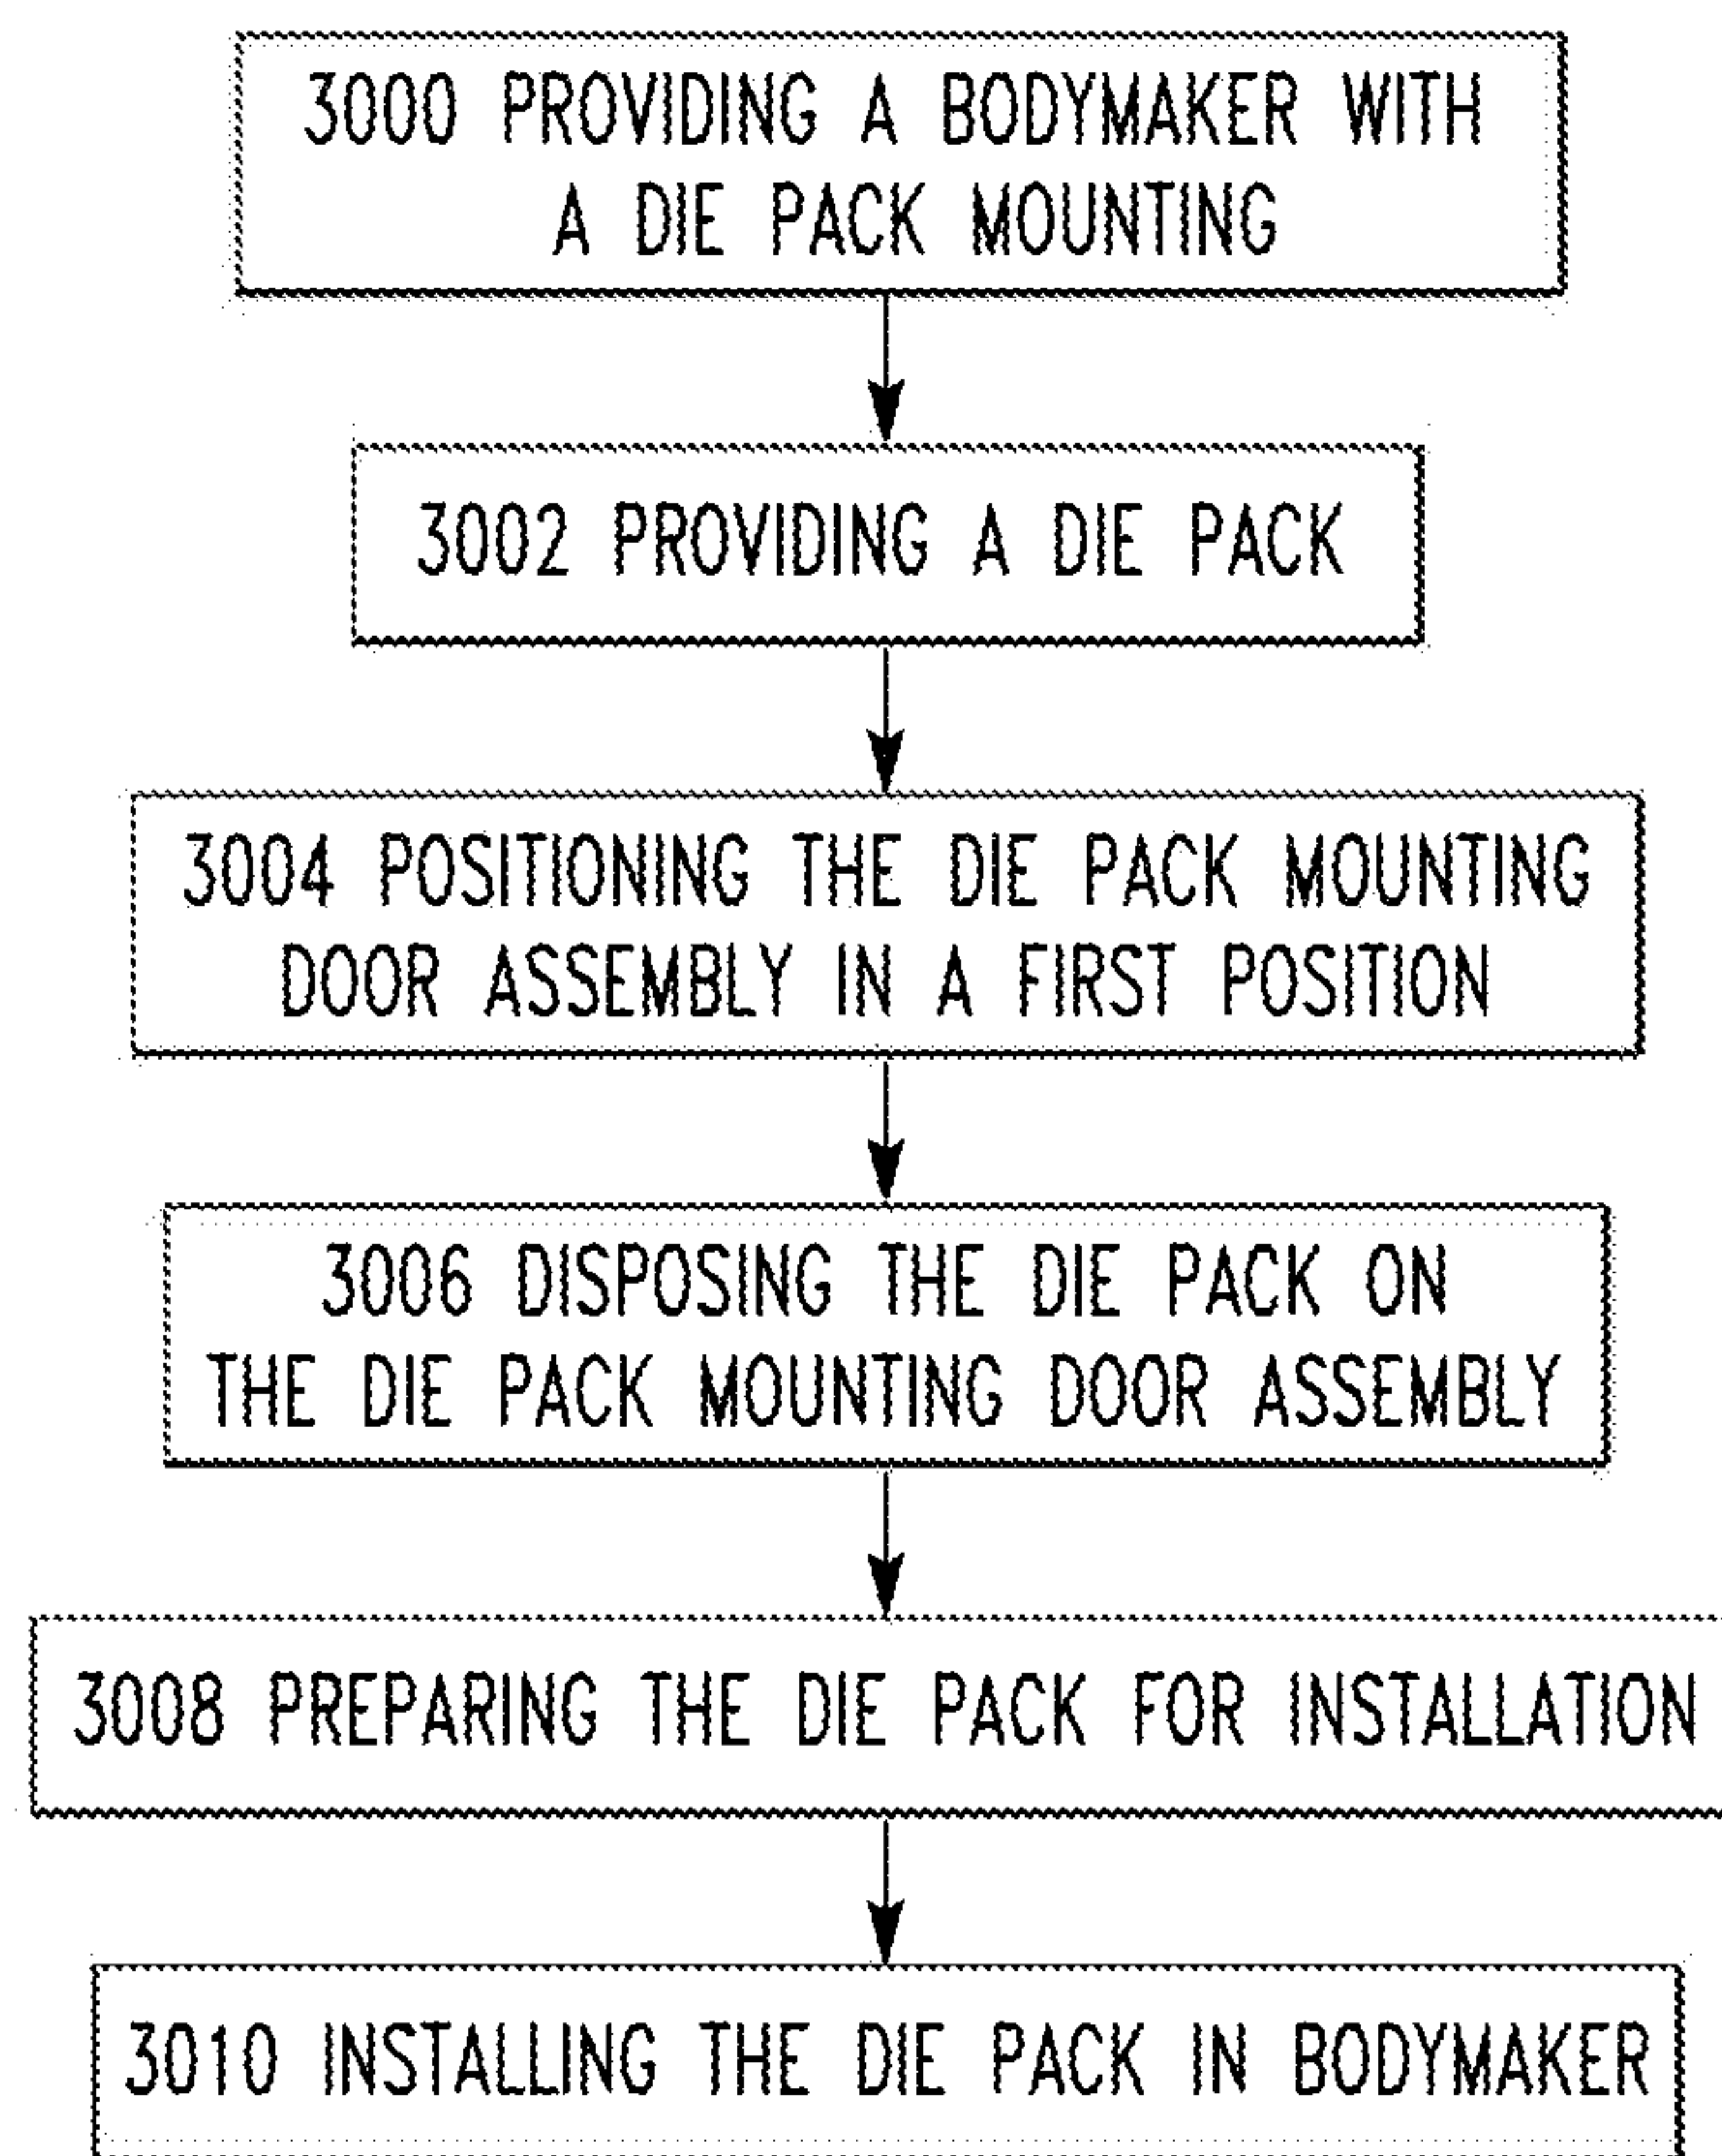 3000 PROVIDING A BODYMAKER WITH
A DIE PACK MOUNTING
3002 PROVIDING A DIE PACK
3004 POSITIONING THE DIE PACK MOUNTING
DOOR ASSEMBLY IN A FIRST POSITION
3006 DISPOSING THE DIE PACK ON
THE DIE PACK MOUNTING DOOR ASSEMBLY
3008 PREPARING THE DIE PACK FOR INSTALLATION
3010 INSTALLING THE DIE PACK IN BODYMAKER